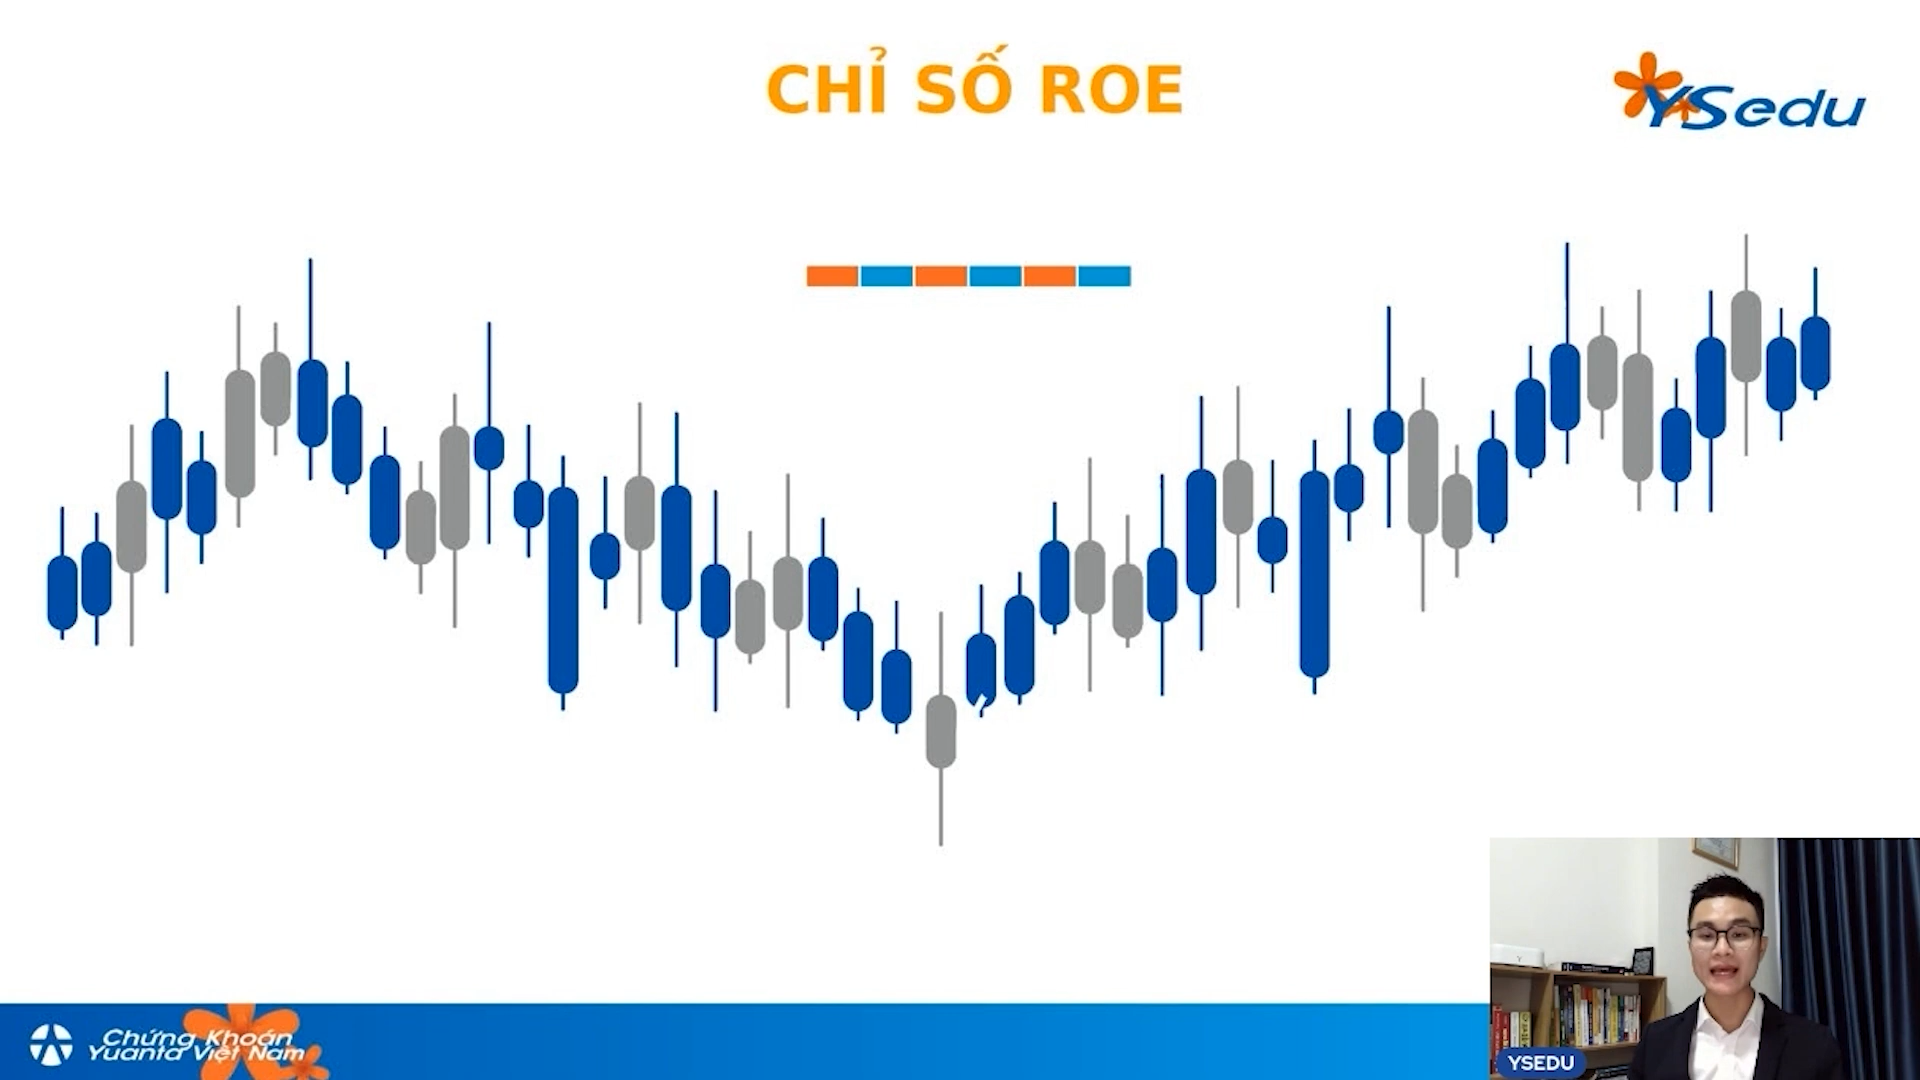 CHỈ SỐ ROE
YSedu
Chứng Khoán
Yuanta Việt Nam
YSEDU